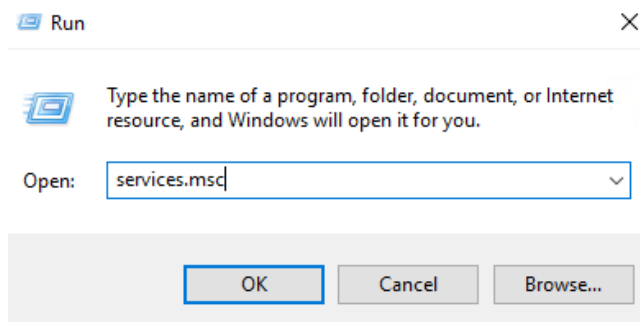 Run
Type the name of a program, folder, document, or Internet
resource, and Windows will open it for you.
Open: services.msc
OK Cancel Browse...